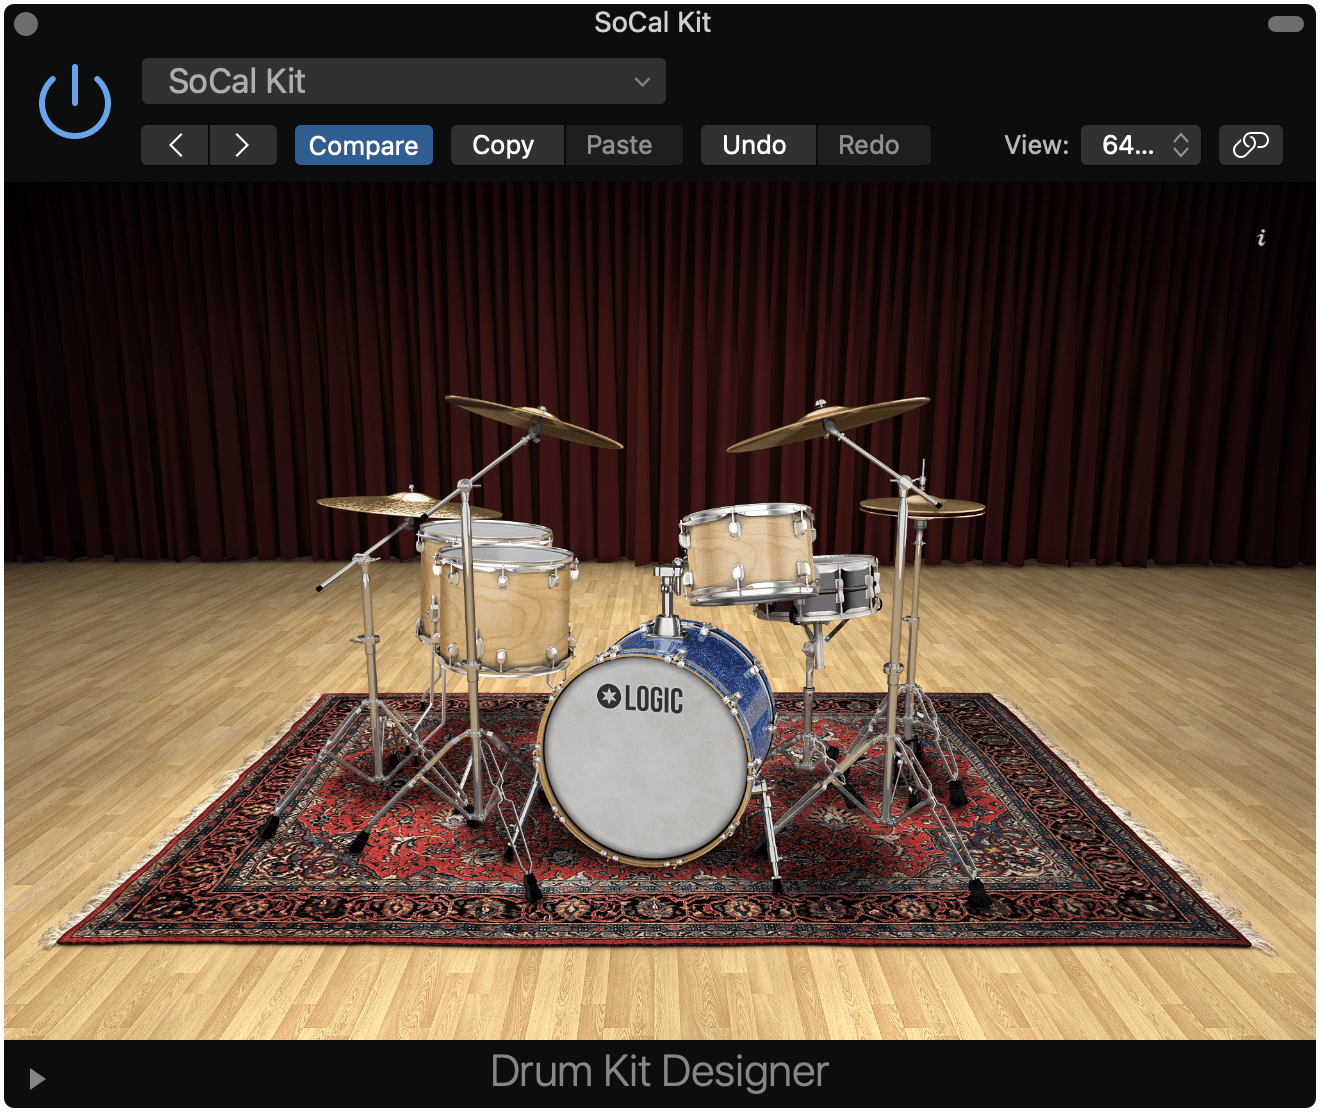 SoCal Kit
SoCal Kit
Compare Copy Paste Undo Redo View: 64...
i
LOGIC
Drum Kit Designer